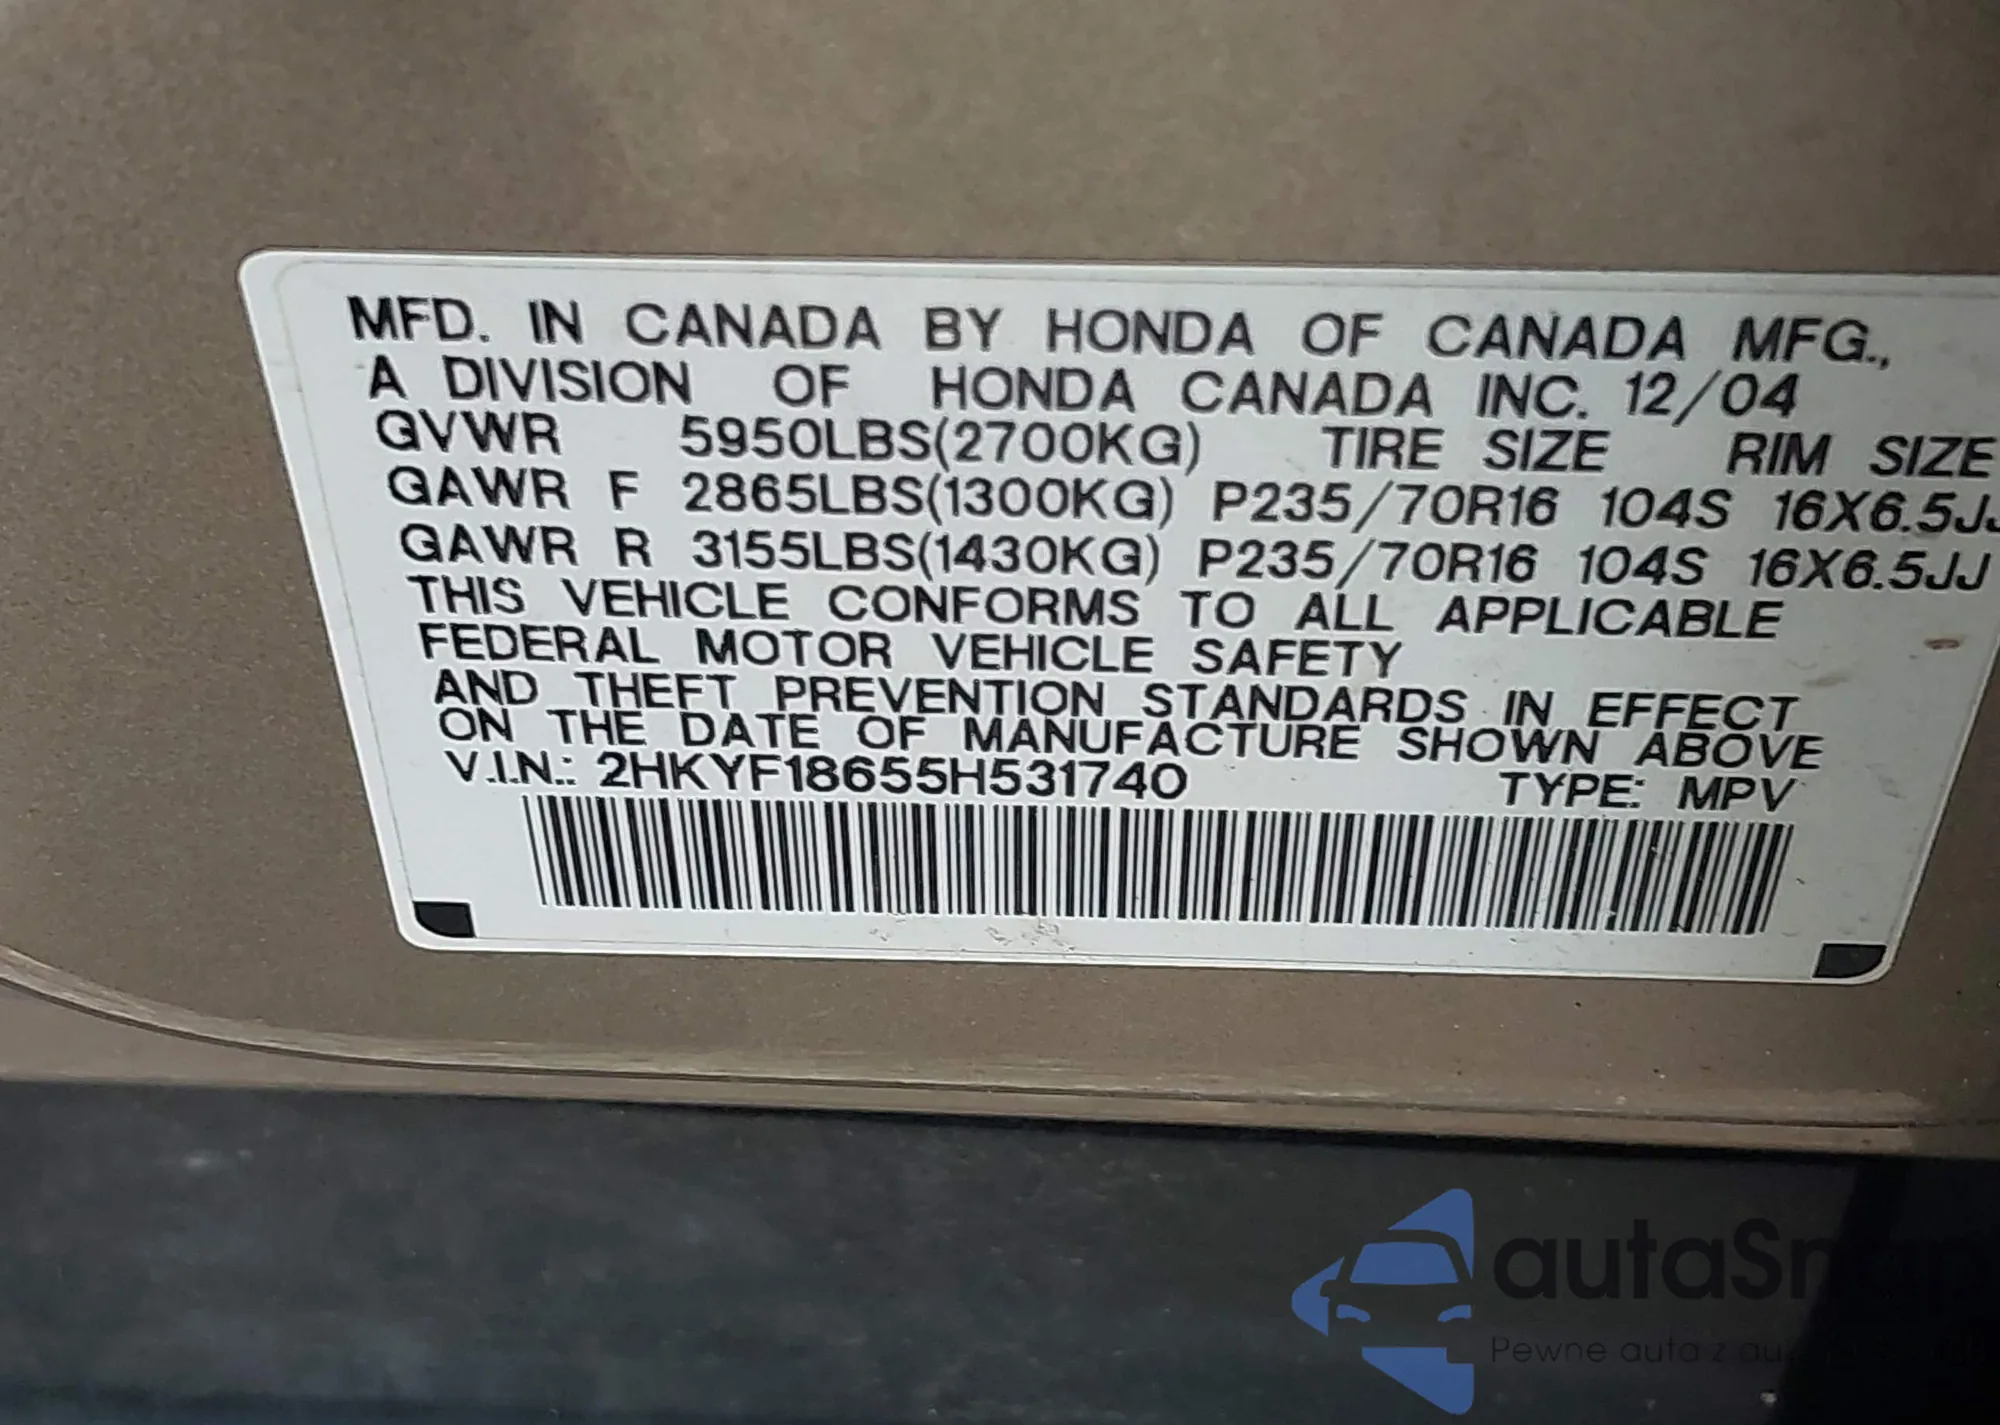 MFD. IN CANADA BY HONDA OF CANADA MFG.,
A DIVISION OF HONDA CANADA INC. 12/04
GVWR 5950LBS(2700KG) TIRE SIZE RIM SIZE
GAWR F 2865LBS(1300KG) P235/70R16 104S 16X6.5JJ
GAWR R 3155LBS(1430KG) P235/70R16 104S 16X6.5JJ
THIS VEHICLE CONFORMS TO ALL APPLICABLE
FEDERAL MOTOR VEHICLE SAFETY
AND THEFT PREVENTION STANDARDS IN EFFECT
ON THE DATE OF MANUFACTURE SHOWN ABOVE
V.I.N.: 2HKYF18655H531740 TYPE: MPV
autaSnap
Pewne auta z